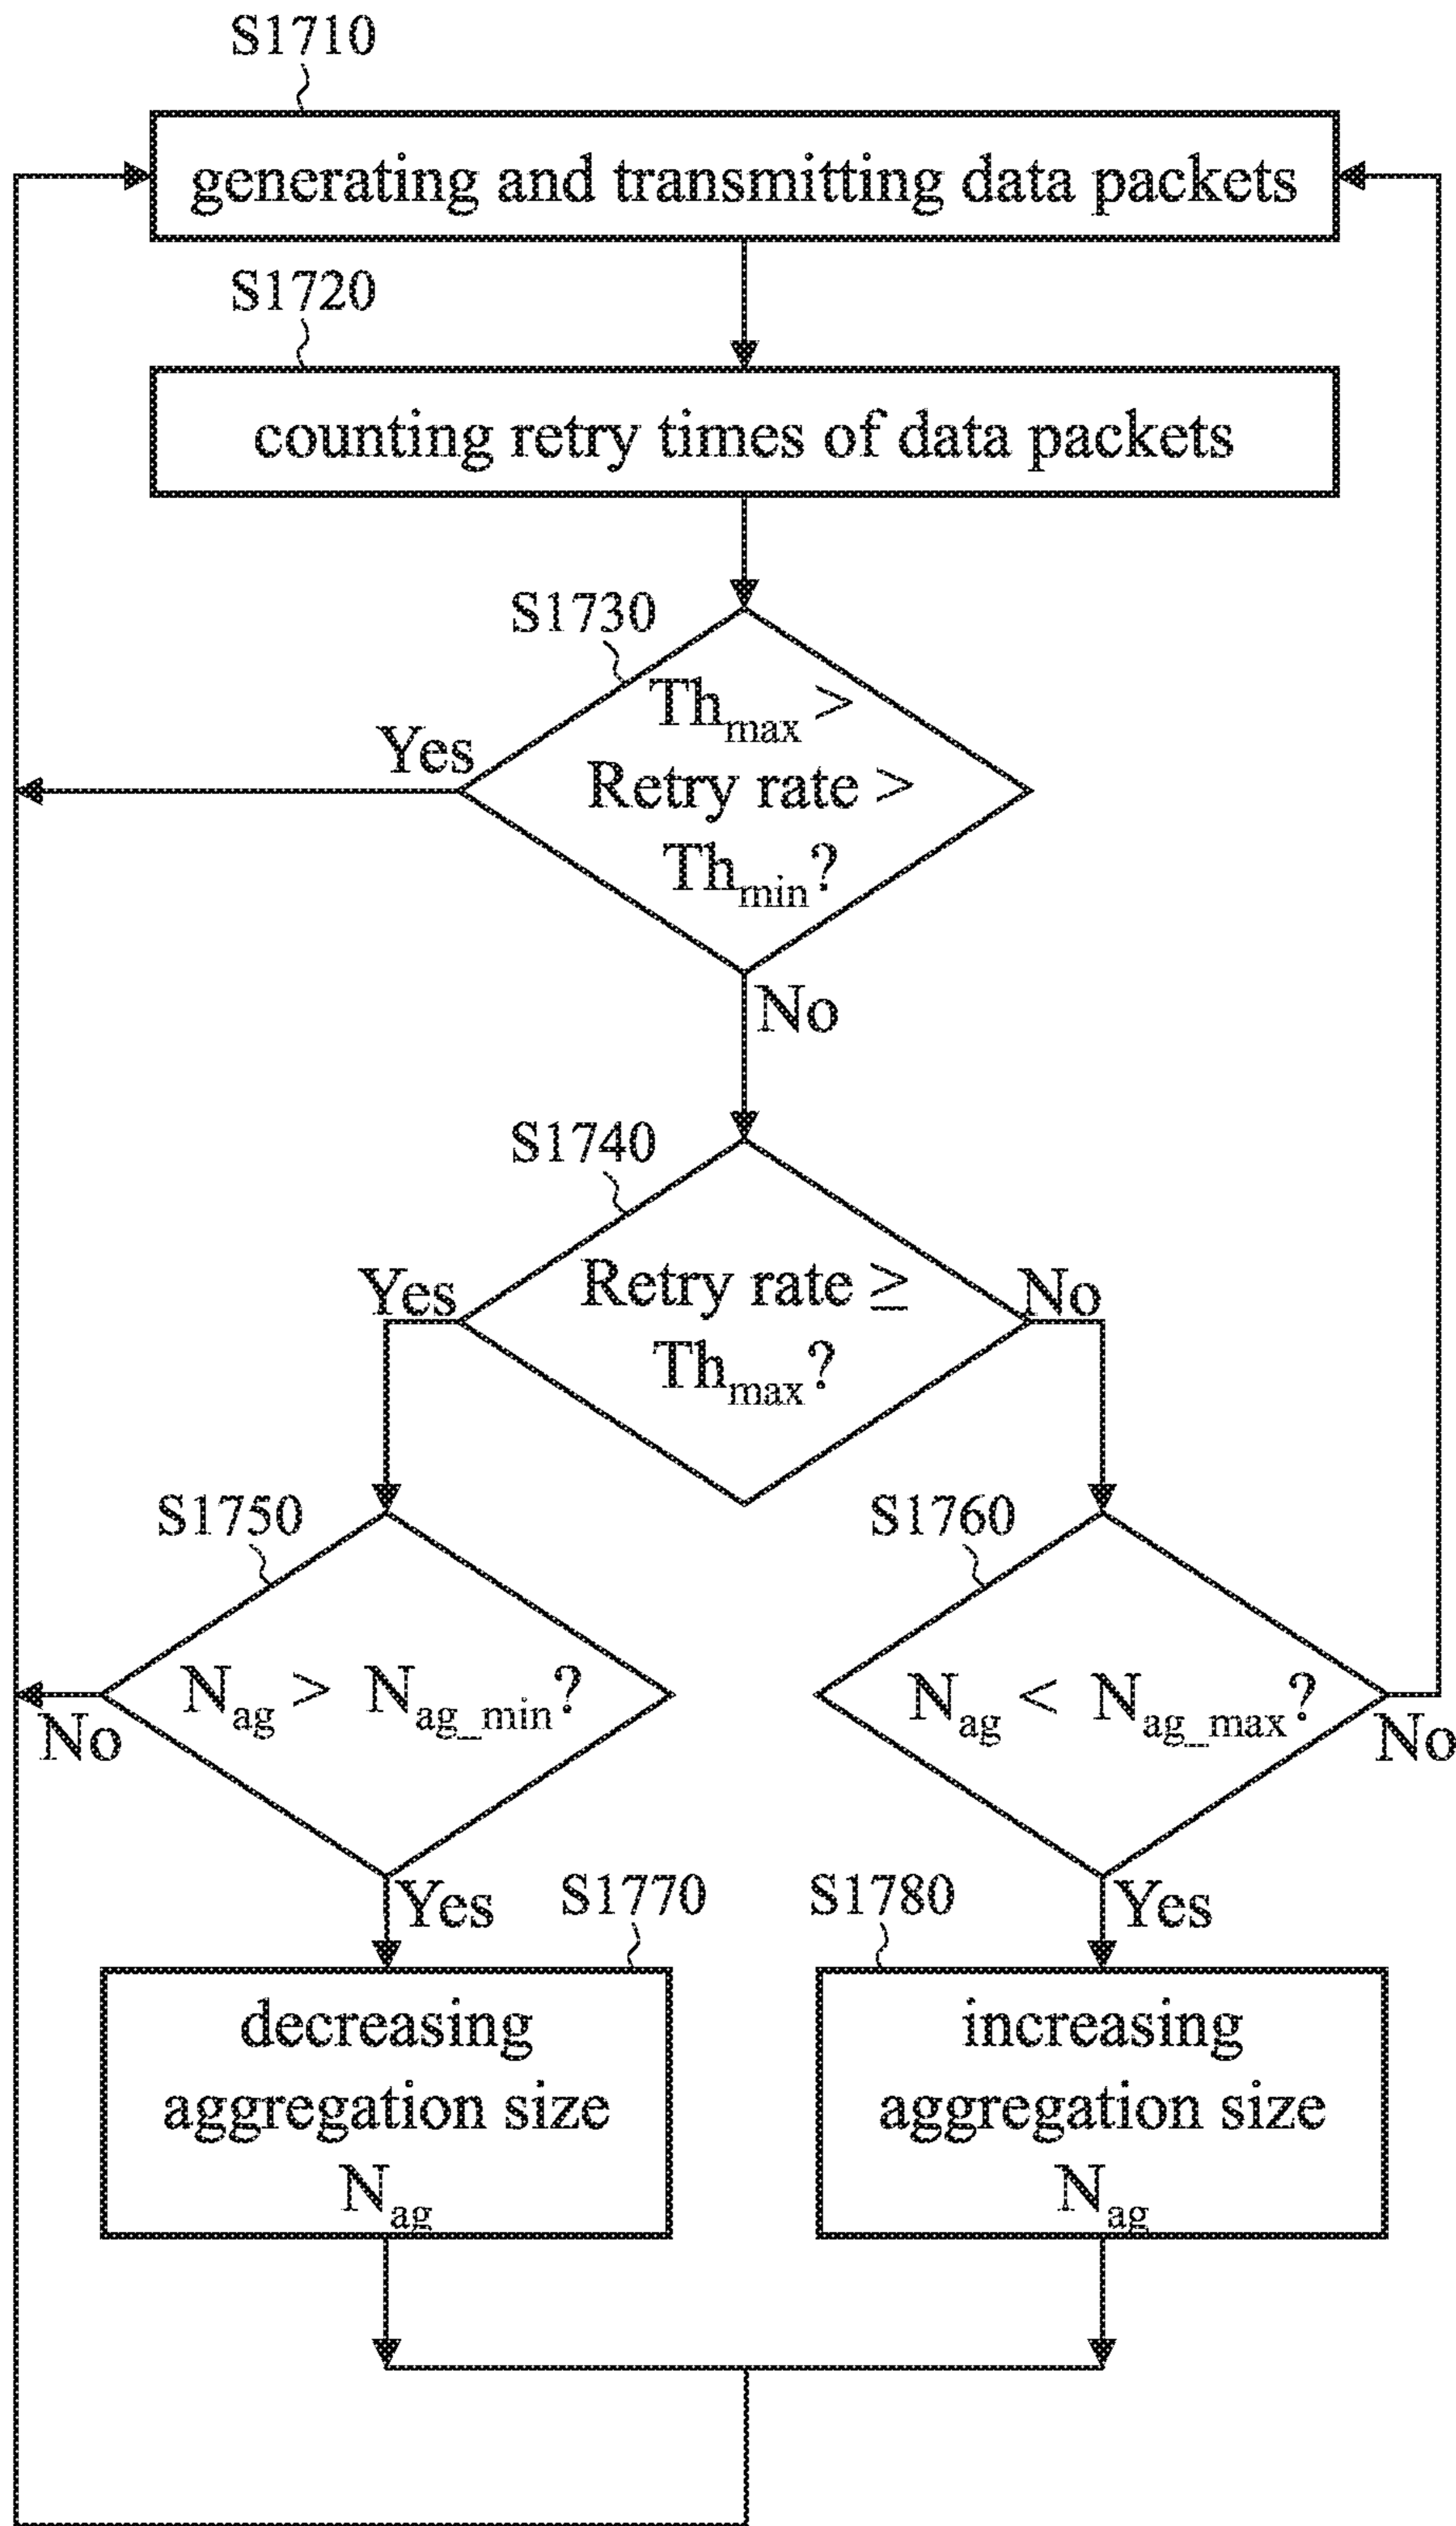 S1710
generating and transmitting data packets
S1720
counting retry times of data packets
S1730
Th_max >
Retry rate >
Th_min?
Yes
No
S1740
Yes
Retry rate ≥
No
Th_max?
S1750
S1760
N_ag > N_ag_min?
N_ag < N_ag_max?
No
No
Yes
S1770
S1780
Yes
decreasing
aggregation size
N_ag
increasing
aggregation size
N_ag